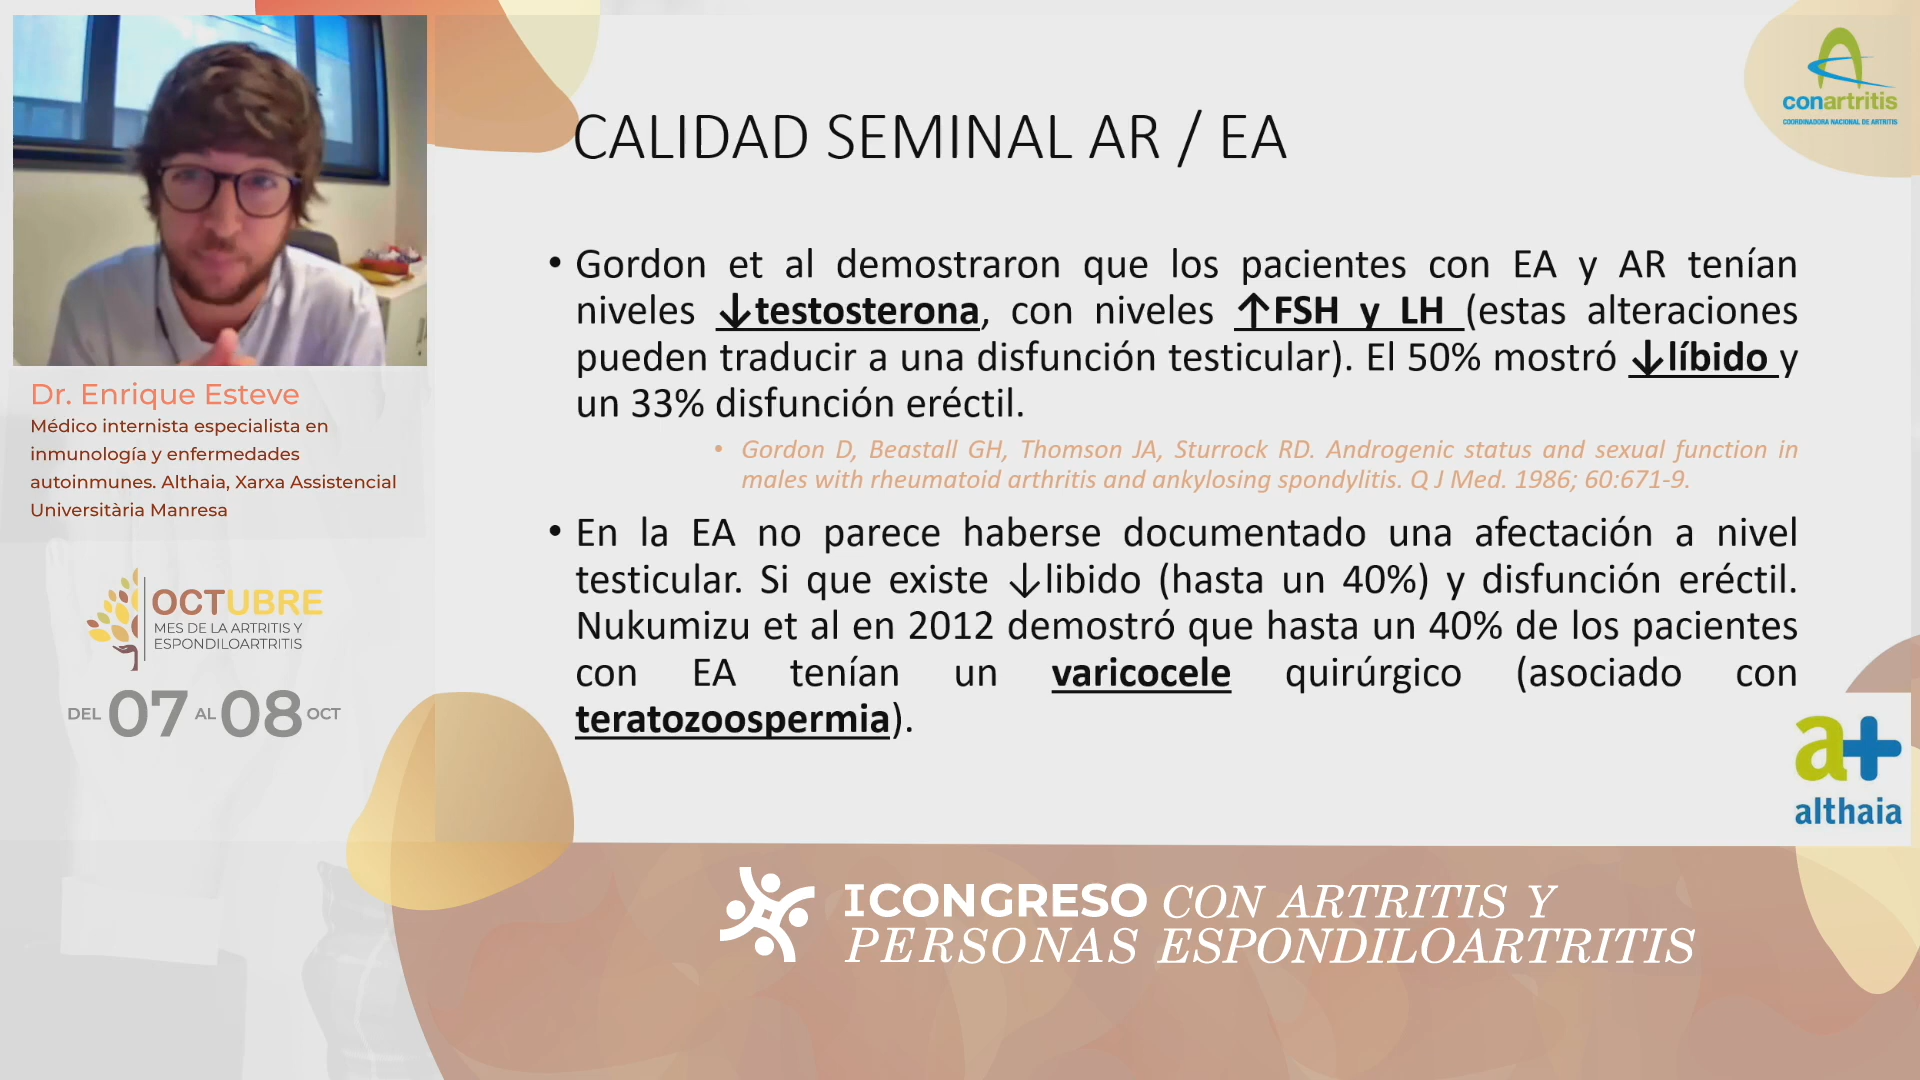 Dr. Enrique Esteve
Médico internista especialista en
inmunología y enfermedades
autoinmunes. Althaia, Xarxa Assistencial
Universitària Manresa
OCTUBRE
MES DE LA ARTRITIS Y
ESPONDILOARTRITIS
DEL 07 AL 08 OCT
conartritis
COORDINADORA NACIONAL DE ARTRITIS
CALIDAD SEMINAL AR / EA
• Gordon et al demostraron que los pacientes con EA y AR tenían
niveles ↓testosterona, con niveles ↑FSH y LH (estas alteraciones
pueden traducir a una disfunción testicular). El 50% mostró ↓líbido y
un 33% disfunción eréctil.
• Gordon D, Beastall GH, Thomson JA, Sturrock RD. Androgenic status and sexual function in
males with rheumatoid arthritis and ankylosing spondylitis. Q J Med. 1986; 60:671-9.
• En la EA no parece haberse documentado una afectación a nivel
testicular. Si que existe ↓libido (hasta un 40%) y disfunción eréctil.
Nukumizu et al en 2012 demostró que hasta un 40% de los pacientes
con EA tenían un varicocele quirúrgico (asociado con
teratozoospermia).
a+
althaia
I CONGRESO CON ARTRITIS Y
PERSONAS ESPONDILOARTRITIS